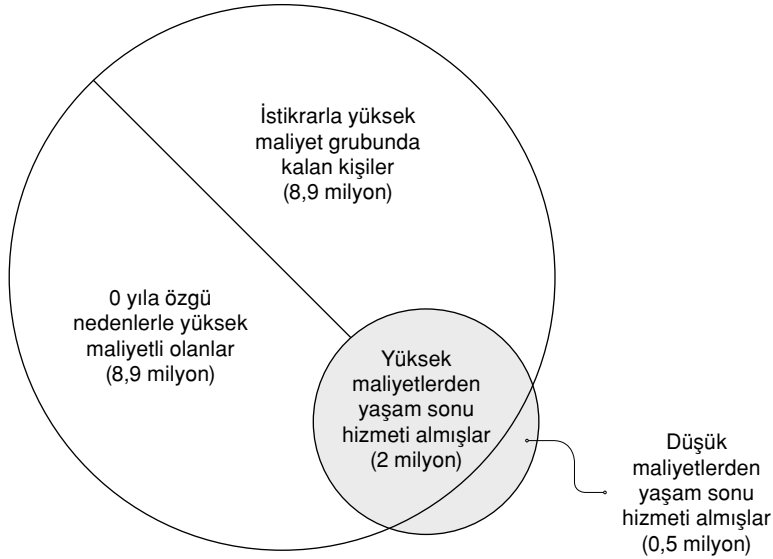 İstikrarla yüksek
maliyet grubunda
kalan kişiler
(8,9 milyon)
0 yıla özgü
nedenlerle yüksek
maliyetli olanlar
(8,9 milyon)
Yüksek
maliyetlerden
yaşam sonu
hizmeti almışlar
(2 milyon)
Düşük
maliyetlerden
yaşam sonu
hizmeti almışlar
(0,5 milyon)